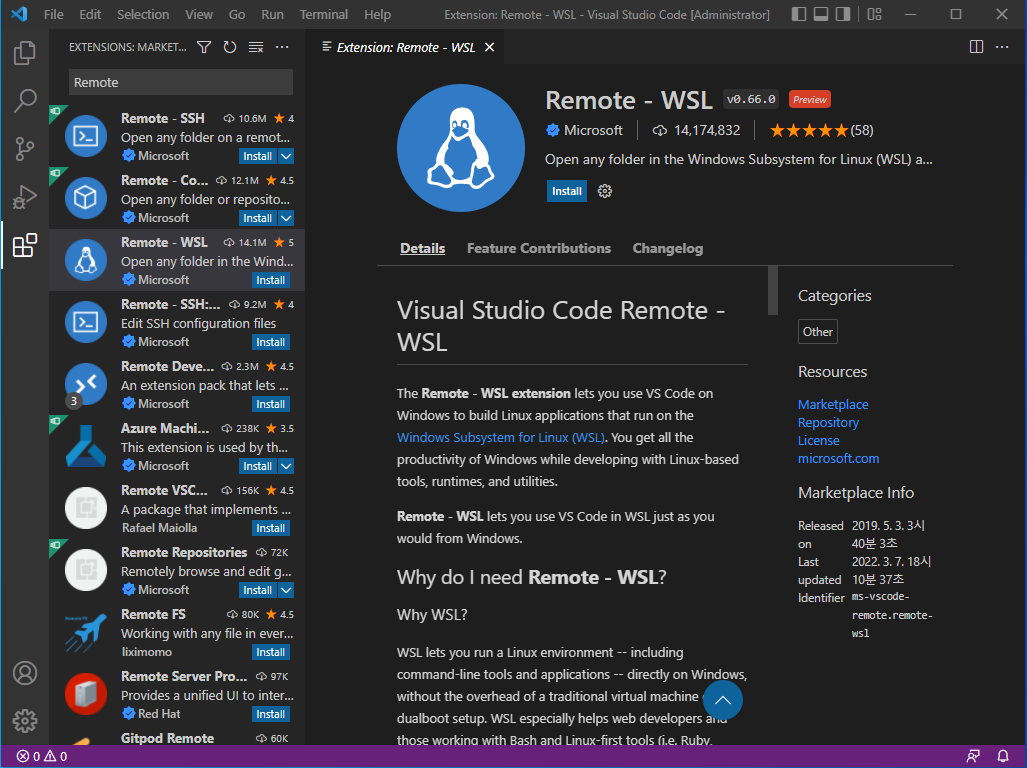 File Edit Selection View Go Run Terminal Help
Extension: Remote - WSL - Visual Studio Code [Administrator]
EXTENSIONS: MARKET...
Remote
Remote - SSH 10.6M 4
Open any folder on a remot...
Microsoft Install
Remote - Co... 12.1M 4.5
Open any folder or reposito...
Microsoft Install
Remote - WSL 14.1M 5
Open any folder in the Wind...
Microsoft Install
Remote - SSH:... 9.2M 4
Edit SSH configuration files
Microsoft Install
Remote Deve... 2.3M 4.5
An extension pack that lets ...
3 Microsoft Install
Azure Machi... 238K 3.5
This extension is used by th...
Microsoft Install
Remote VSC... 156K 4.5
A package that implements ...
Rafael Maiolla Install
Remote Repositories 72K
Remotely browse and edit g...
Microsoft Install
Remote FS 80K 4.5
Working with any file in ever...
liximomo Install
Remote Server Pro... 97K
Provides a unified UI to inter...
Red Hat Install
Gitpod Remote 60K
Extension: Remote - WSL
Remote - WSL v0.66.0 Preview
Microsoft 14,174,832 (58)
Open any folder in the Windows Subsystem for Linux (WSL) a...
Install
Details Feature Contributions Changelog
Visual Studio Code Remote -
WSL
The Remote - WSL extension lets you use VS Code on
Windows to build Linux applications that run on the
Windows Subsystem for Linux (WSL). You get all the
productivity of Windows while developing with Linux-based
tools, runtimes, and utilities.
Remote - WSL lets you use VS Code in WSL just as you
would from Windows.
Why do I need Remote - WSL?
Why WSL?
WSL lets you run a Linux environment -- including
command-line tools and applications -- directly on Windows,
without the overhead of a traditional virtual machine
dualboot setup. WSL especially helps web developers and
those working with Bash and Linux-first tools (i.e. Ruby,
Categories
Other
Resources
Marketplace
Repository
License
microsoft.com
Marketplace Info
Released 2019. 5. 3. 3시
on 40분 3초
Last 2022. 3. 7. 18시
updated 10분 37초
Identifier ms-vscode-
remote.remote-
wsl
0 0